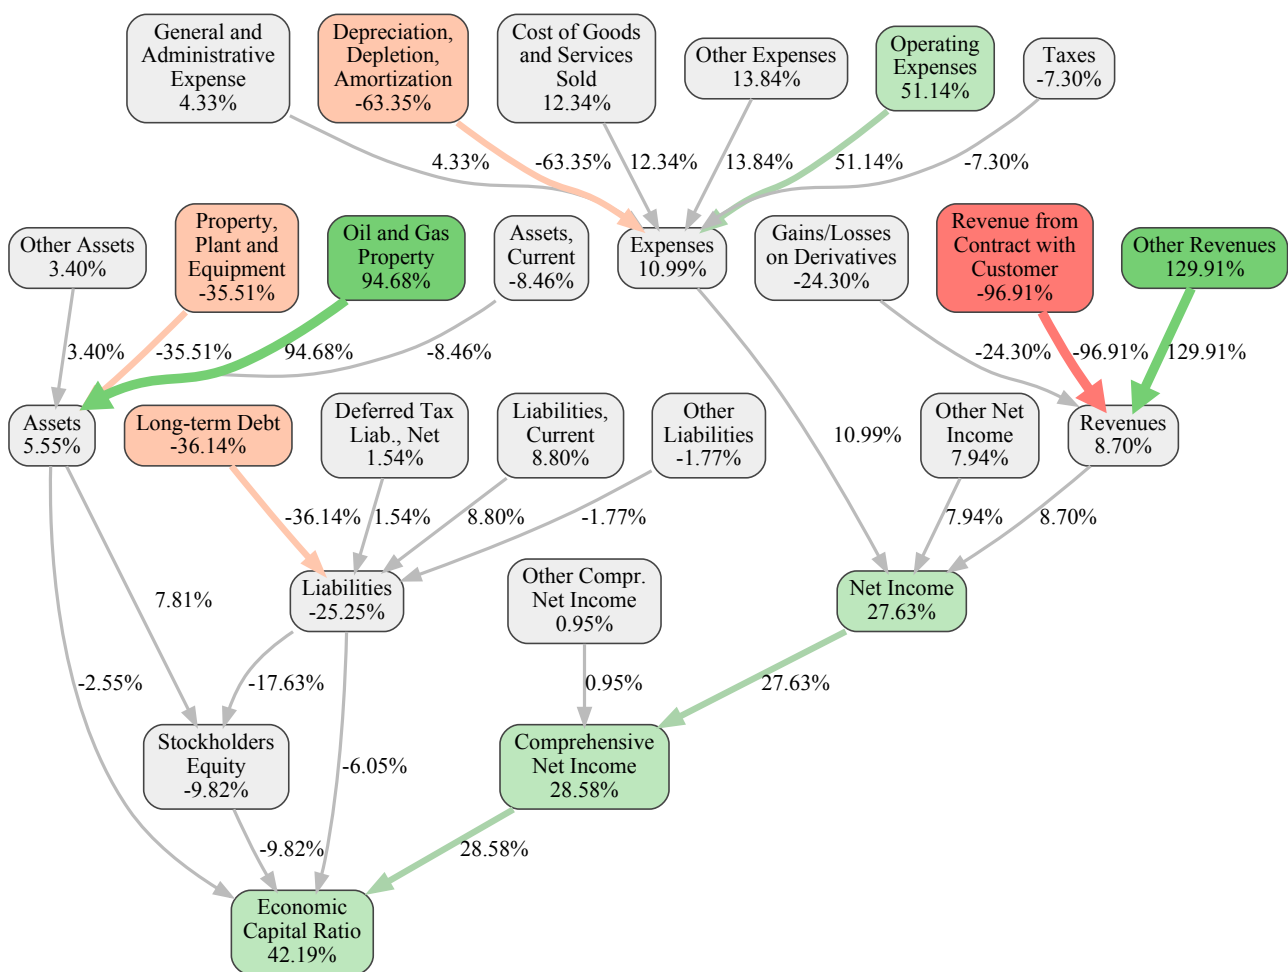 General and
Administrative
Expense
4.33%
Depreciation,
Depletion,
Amortization
-63.35%
Cost of Goods
and Services
Sold
12.34%
Other Expenses
13.84%
Operating
Expenses
51.14%
Taxes
-7.30%
4.33%
-63.35%
12.34%
13.84%
51.14%
-7.30%
Other Assets
3.40%
Property,
Plant and
Equipment
-35.51%
Oil and Gas
Property
94.68%
Assets,
Current
-8.46%
Expenses
10.99%
Gains/Losses
on Derivatives
-24.30%
Revenue from
Contract with
Customer
-96.91%
Other Revenues
129.91%
3.40%
-35.51%
94.68%
-8.46%
-24.30%
-96.91%
129.91%
Assets
5.55%
Long-term Debt
-36.14%
Deferred Tax
Liab., Net
1.54%
Liabilities,
Current
8.80%
Other
Liabilities
-1.77%
10.99%
Other Net
Income
7.94%
Revenues
8.70%
-36.14%
1.54%
8.80%
-1.77%
7.94%
8.70%
7.81%
Liabilities
-25.25%
Other Compr.
Net Income
0.95%
Net Income
27.63%
-2.55%
-17.63%
0.95%
27.63%
Stockholders
Equity
-9.82%
-6.05%
Comprehensive
Net Income
28.58%
-9.82%
28.58%
Economic
Capital Ratio
42.19%